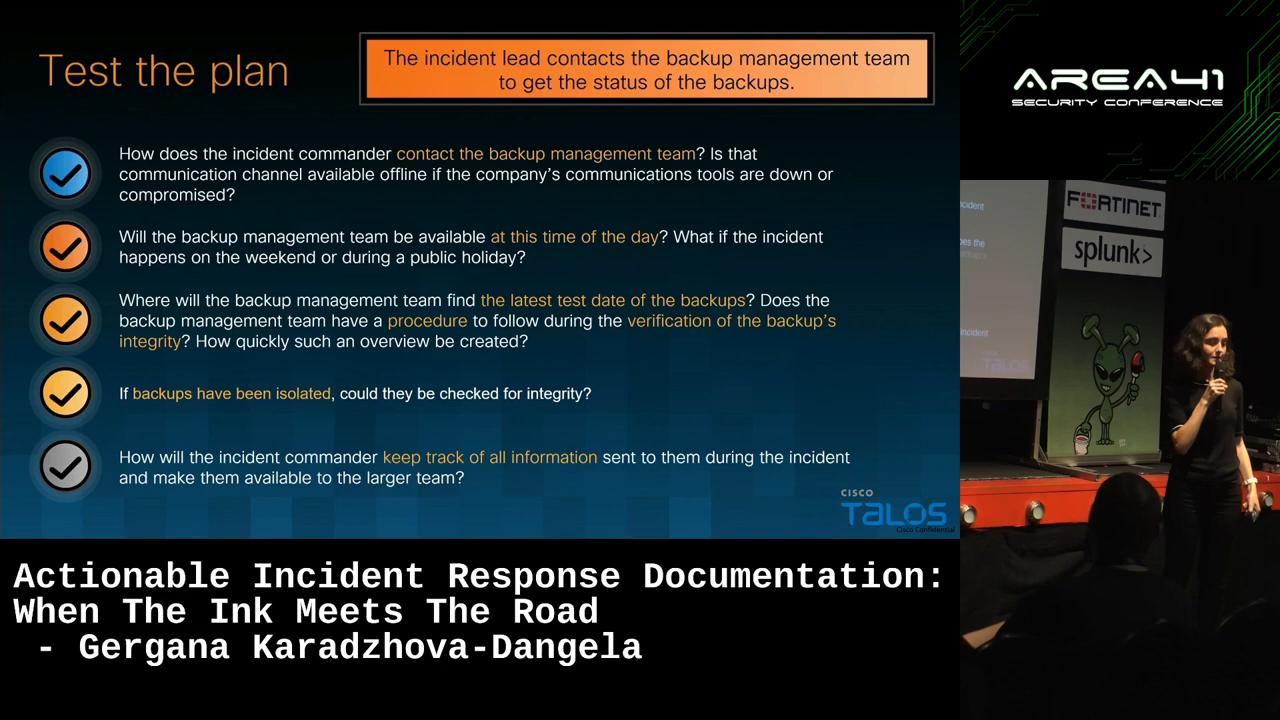 Test the plan
The incident lead contacts the backup management team
to get the status of the backups.
How does the incident commander contact the backup management team? Is that
communication channel available offline if the company's communications tools are down or
compromised?
Will the backup management team be available at this time of the day? What if the incident
happens on the weekend or during a public holiday?
Where will the backup management team find the latest test date of the backups? Does the
backup management team have a procedure to follow during the verification of the backup's
integrity? How quickly such an overview be created?
If backups have been isolated, could they be checked for integrity?
How will the incident commander keep track of all information sent to them during the incident
and make them available to the larger team?
CISCO
TALOS
Cisco Confidential
Actionable Incident Response Documentation:
When The Ink Meets The Road
- Gergana Karadzhova-Dangela
AREA41
SECURITY CONFERENCE
FORTINET
splunk>
incident
does the
backup's
incident
TALOS